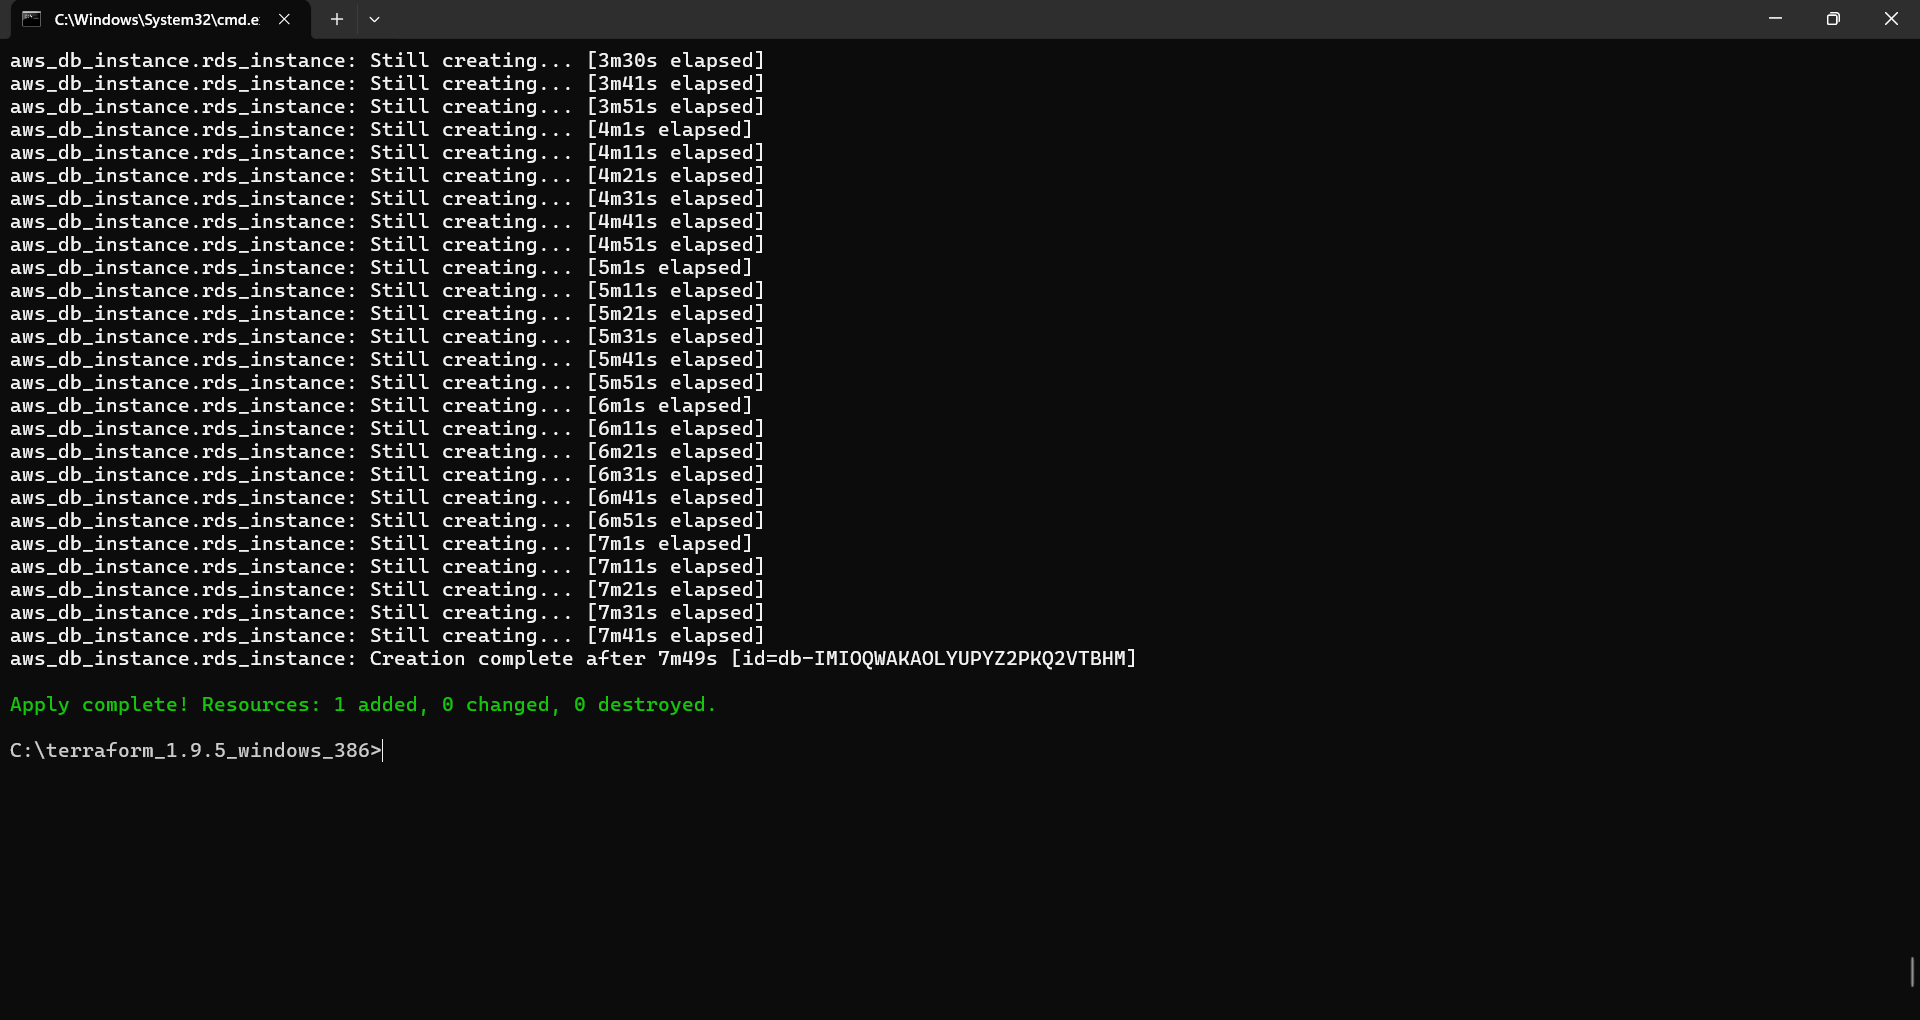 C:\Windows\System32\cmd.e
aws_db_instance.rds_instance: Still creating... [3m30s elapsed]
aws_db_instance.rds_instance: Still creating... [3m41s elapsed]
aws_db_instance.rds_instance: Still creating... [3m51s elapsed]
aws_db_instance.rds_instance: Still creating... [4m1s elapsed]
aws_db_instance.rds_instance: Still creating... [4m11s elapsed]
aws_db_instance.rds_instance: Still creating... [4m21s elapsed]
aws_db_instance.rds_instance: Still creating... [4m31s elapsed]
aws_db_instance.rds_instance: Still creating... [4m41s elapsed]
aws_db_instance.rds_instance: Still creating... [4m51s elapsed]
aws_db_instance.rds_instance: Still creating... [5m1s elapsed]
aws_db_instance.rds_instance: Still creating... [5m11s elapsed]
aws_db_instance.rds_instance: Still creating... [5m21s elapsed]
aws_db_instance.rds_instance: Still creating... [5m31s elapsed]
aws_db_instance.rds_instance: Still creating... [5m41s elapsed]
aws_db_instance.rds_instance: Still creating... [5m51s elapsed]
aws_db_instance.rds_instance: Still creating... [6m1s elapsed]
aws_db_instance.rds_instance: Still creating... [6m11s elapsed]
aws_db_instance.rds_instance: Still creating... [6m21s elapsed]
aws_db_instance.rds_instance: Still creating... [6m31s elapsed]
aws_db_instance.rds_instance: Still creating... [6m41s elapsed]
aws_db_instance.rds_instance: Still creating... [6m51s elapsed]
aws_db_instance.rds_instance: Still creating... [7m1s elapsed]
aws_db_instance.rds_instance: Still creating... [7m11s elapsed]
aws_db_instance.rds_instance: Still creating... [7m21s elapsed]
aws_db_instance.rds_instance: Still creating... [7m31s elapsed]
aws_db_instance.rds_instance: Still creating... [7m41s elapsed]
aws_db_instance.rds_instance: Creation complete after 7m49s [id=db-IMIOQWAKAOLYUPYZ2PKQ2VTBHM]
Apply complete! Resources: 1 added, 0 changed, 0 destroyed.
C:\terraform_1.9.5_windows_386>